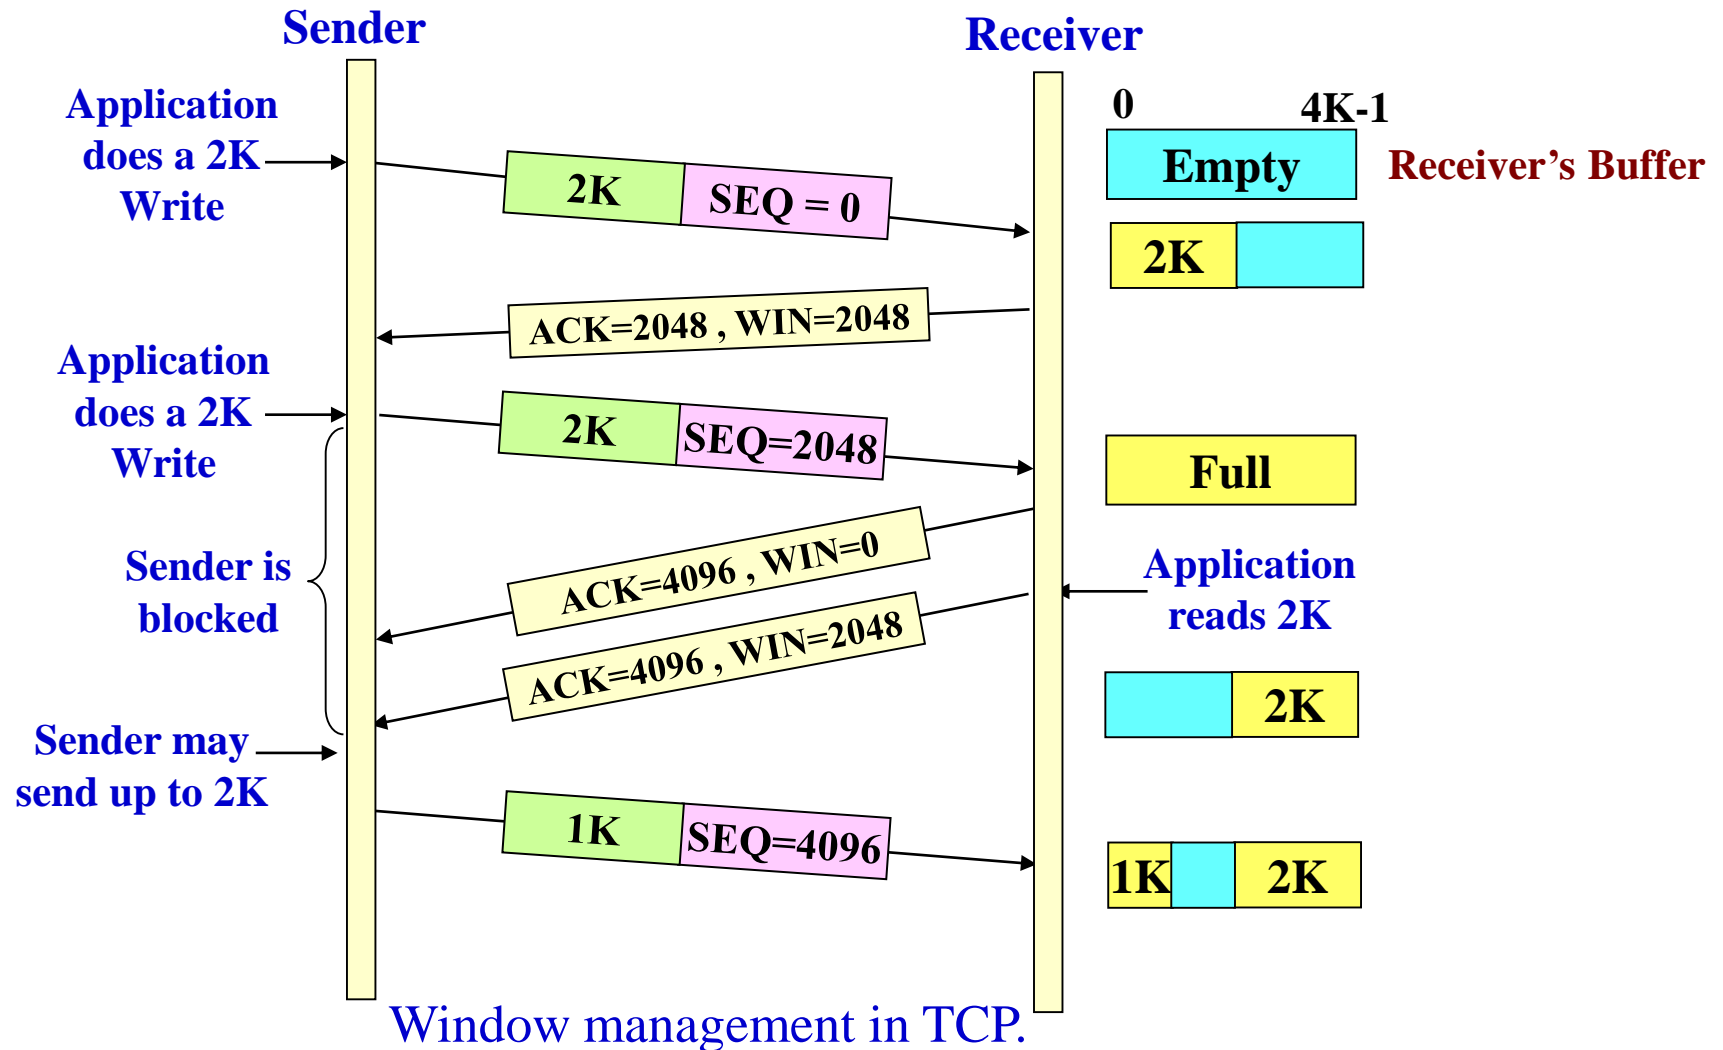 Sender
Receiver
Application
does a 2K
Write
0
4K-1
Empty
Receiver's Buffer
2K
SEQ = 0
2K
ACK=2048 , WIN=2048
Application
does a 2K
Write
2K
SEQ=2048
Full
Sender is
blocked
ACK=4096 , WIN=0
Application
reads 2K
ACK=4096 , WIN=2048
2K
Sender may
send up to 2K
1K
SEQ=4096
1K
2K
Window management in TCP.